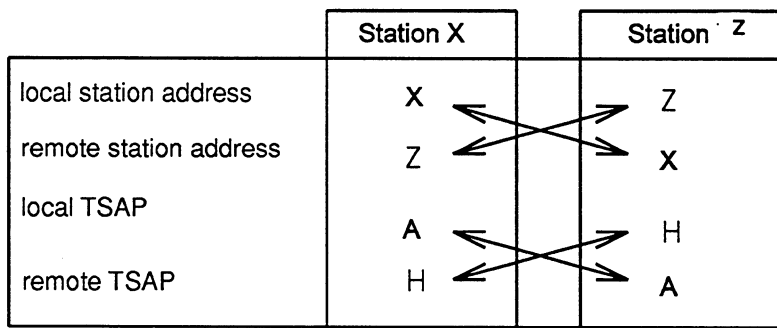 Station X Station Z
local station address X Z
remote station address Z X
local TSAP A H
remote TSAP H A